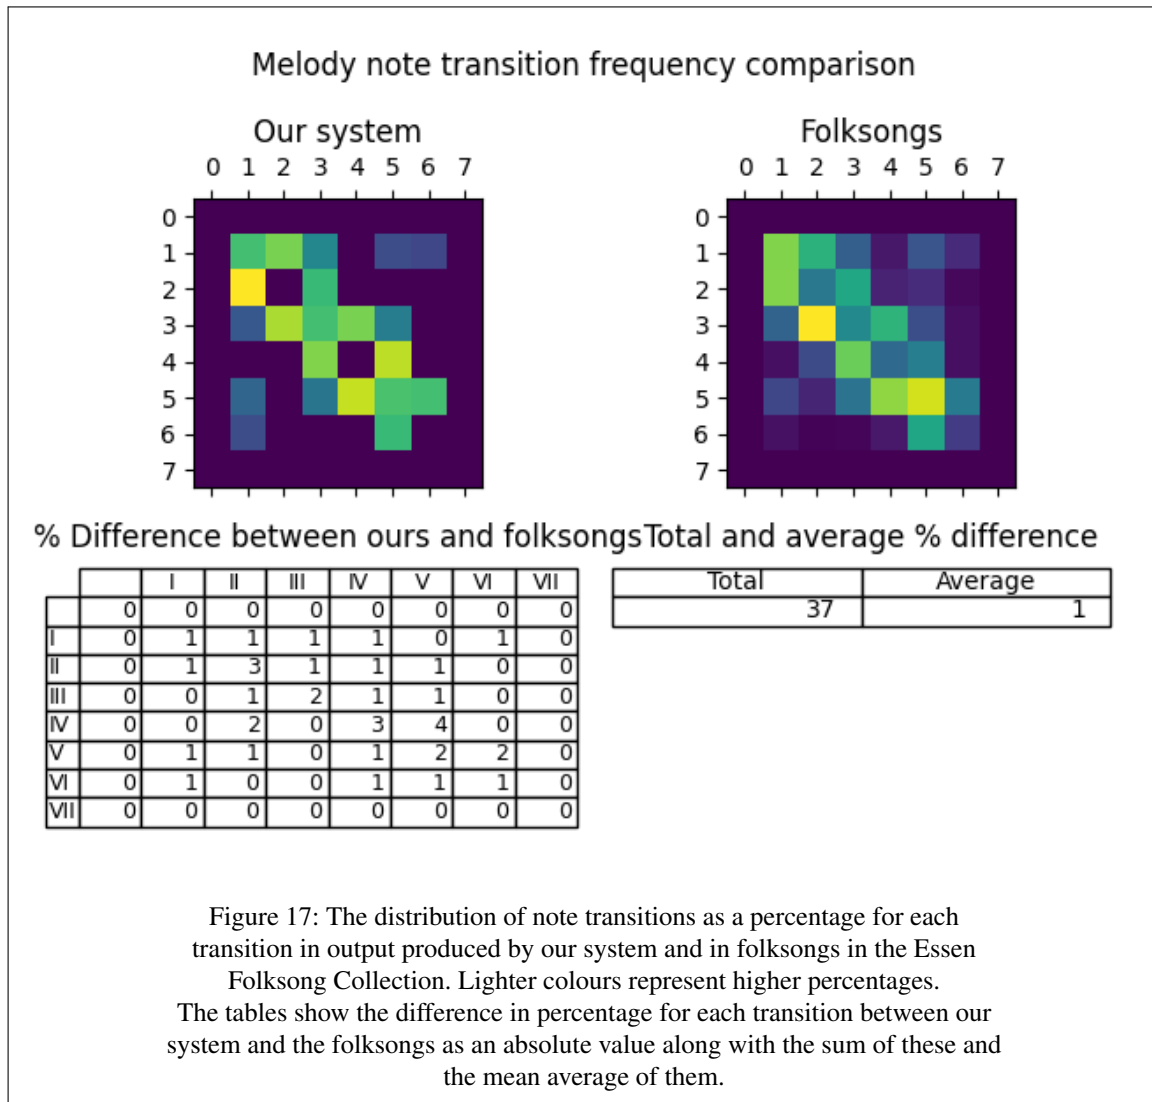 Melody note transition frequency comparison
Our system
0 1 2 3 4 5 6 7
0
1
2
3
4
5
6
7
Folksongs
0 1 2 3 4 5 6 7
0
1
2
3
4
5
6
7
% Difference between ours and folksongs
I II III IV V VI VII
0 0 0 0 0 0 0 0
I 0 1 1 1 1 0 1 0
II 0 1 3 1 1 1 0 0
III 0 0 1 2 1 1 0 0
IV 0 0 2 0 3 4 0 0
V 0 1 1 0 1 2 2 0
VI 0 1 0 0 1 1 1 0
VII 0 0 0 0 0 0 0 0
Total and average % difference
Total Average
37 1
Figure 17: The distribution of note transitions as a percentage for each
transition in output produced by our system and in folksongs in the Essen
Folksong Collection. Lighter colours represent higher percentages.
The tables show the difference in percentage for each transition between our
system and the folksongs as an absolute value along with the sum of these and
the mean average of them.